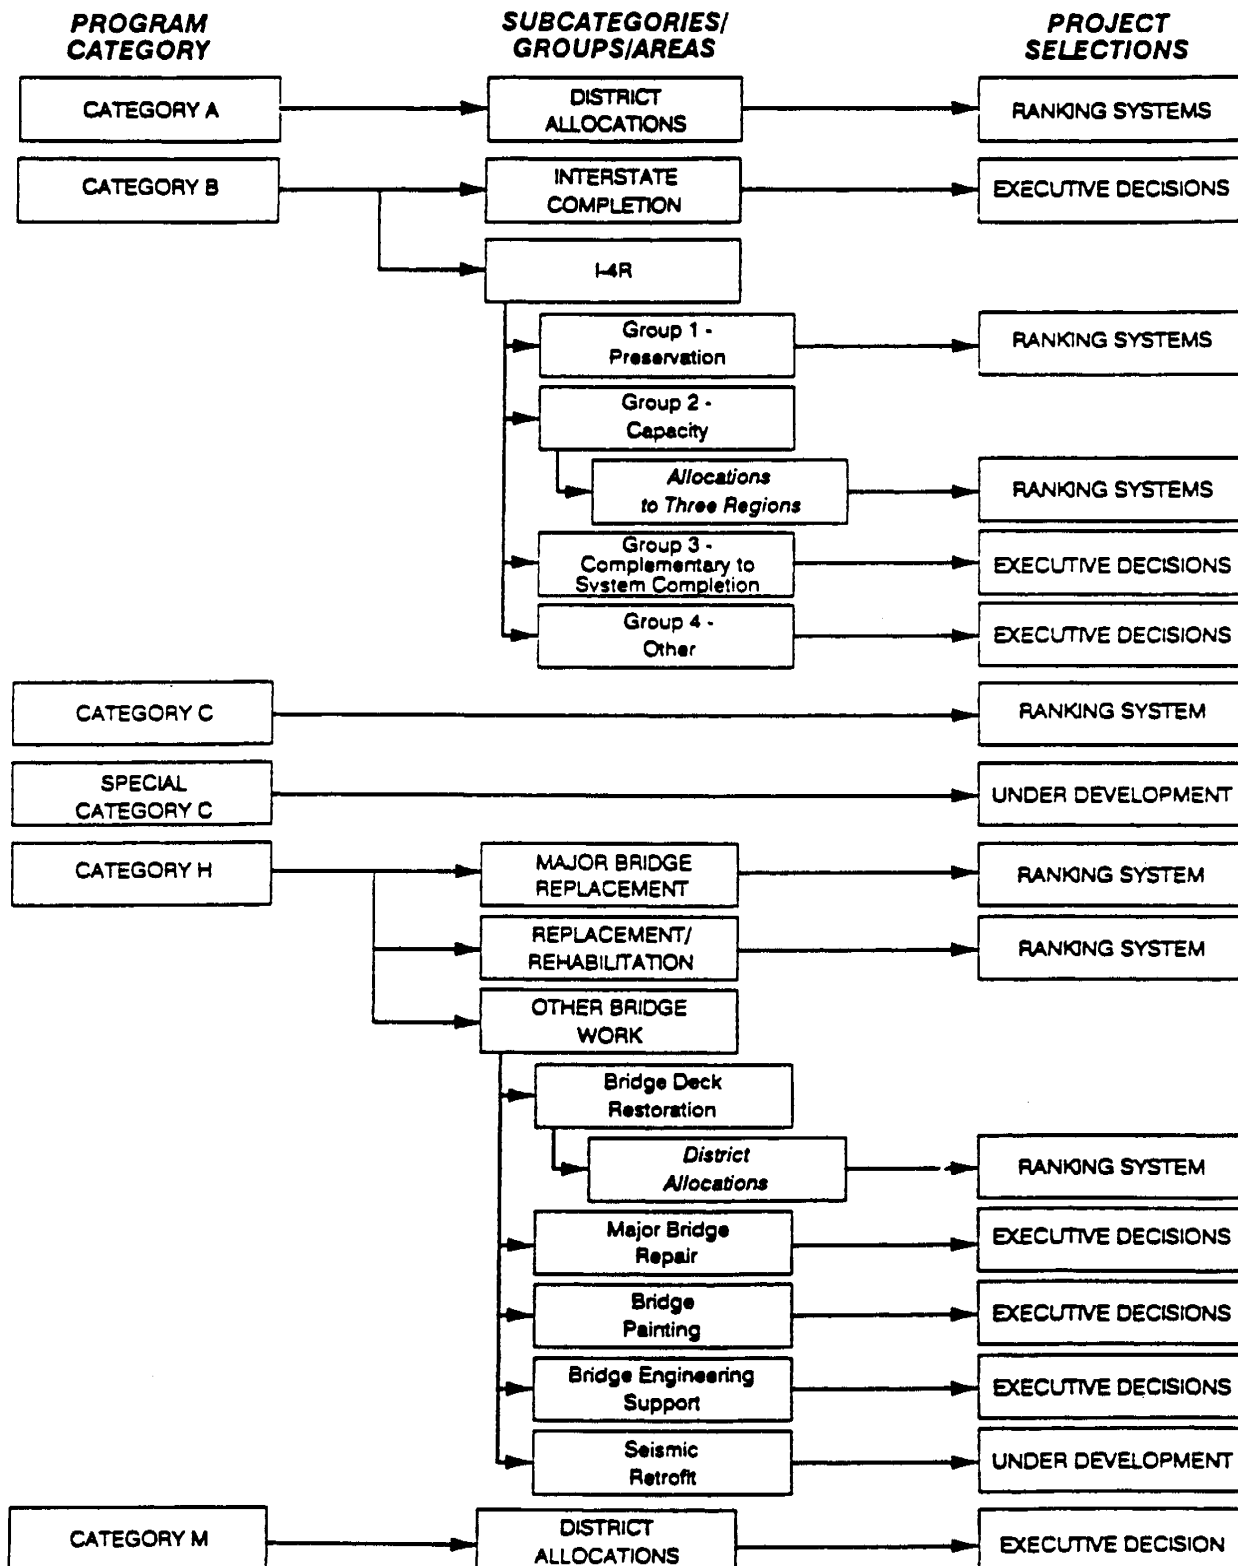 PROGRAM
CATEGORY
SUBCATEGORIES/
GROUPS/AREAS
PROJECT
SELECTIONS
CATEGORY A
DISTRICT
ALLOCATIONS
RANKING SYSTEMS
CATEGORY B
INTERSTATE
COMPLETION
EXECUTIVE DECISIONS
I-4R
Group 1 -
Preservation
RANKING SYSTEMS
Group 2 -
Capacity
Allocations
to Three Regions
RANKING SYSTEMS
Group 3 -
Complementary to
System Completion
EXECUTIVE DECISIONS
Group 4 -
Other
EXECUTIVE DECISIONS
CATEGORY C
RANKING SYSTEM
SPECIAL
CATEGORY C
UNDER DEVELOPMENT
CATEGORY H
MAJOR BRIDGE
REPLACEMENT
RANKING SYSTEM
REPLACEMENT/
REHABILITATION
RANKING SYSTEM
OTHER BRIDGE
WORK
Bridge Deck
Restoration
District
Allocations
RANKING SYSTEM
Major Bridge
Repair
EXECUTIVE DECISIONS
Bridge
Painting
EXECUTIVE DECISIONS
Bridge Engineering
Support
EXECUTIVE DECISIONS
Seismic
Retrofit
UNDER DEVELOPMENT
CATEGORY M
DISTRICT
ALLOCATIONS
EXECUTIVE DECISION